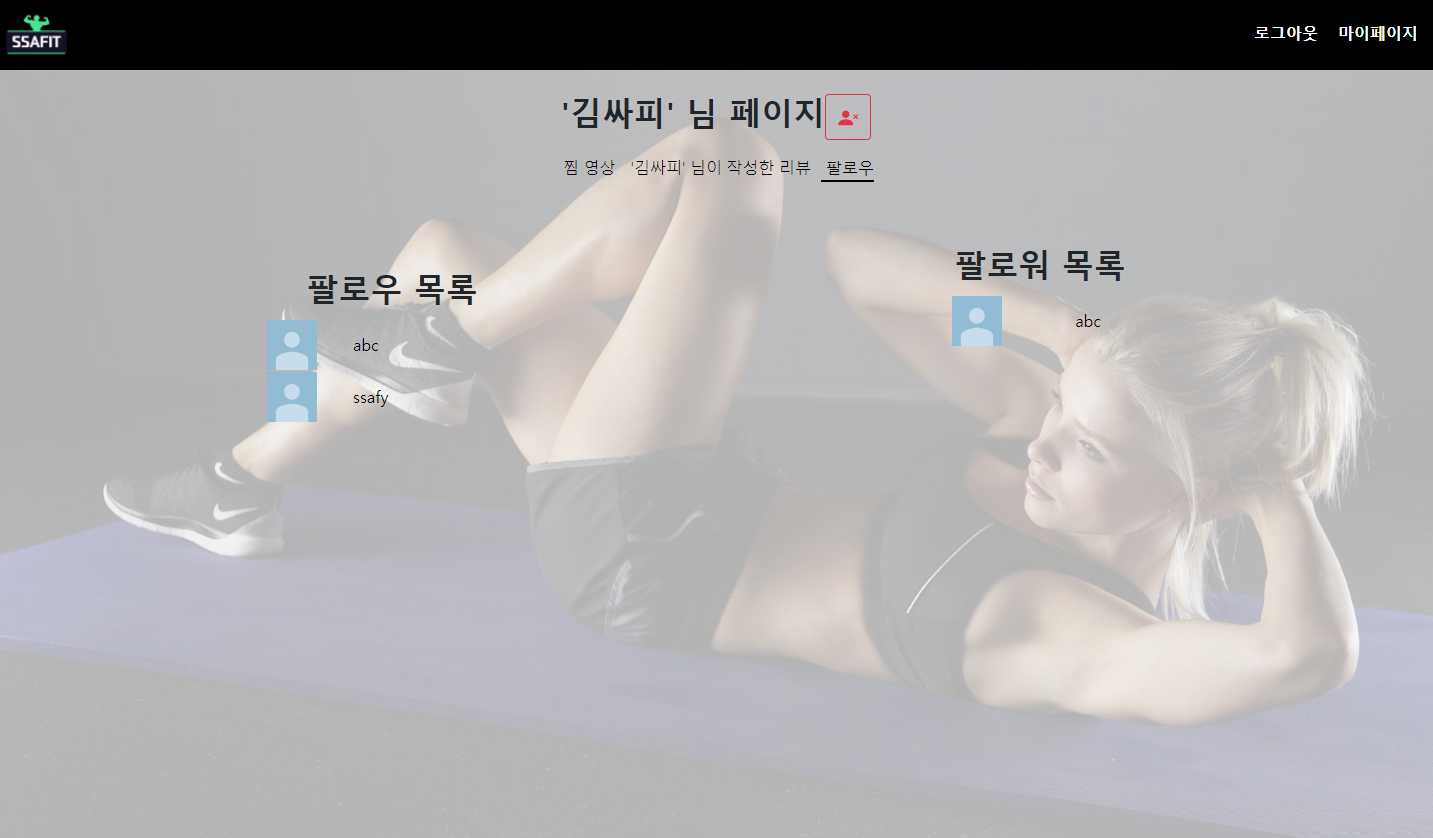 SSAFIT
로그아웃 마이페이지
'김싸피' 님 페이지
찜 영상 '김싸피' 님이 작성한 리뷰 팔로우
팔로우 목록
abc
ssafy
팔로워 목록
abc